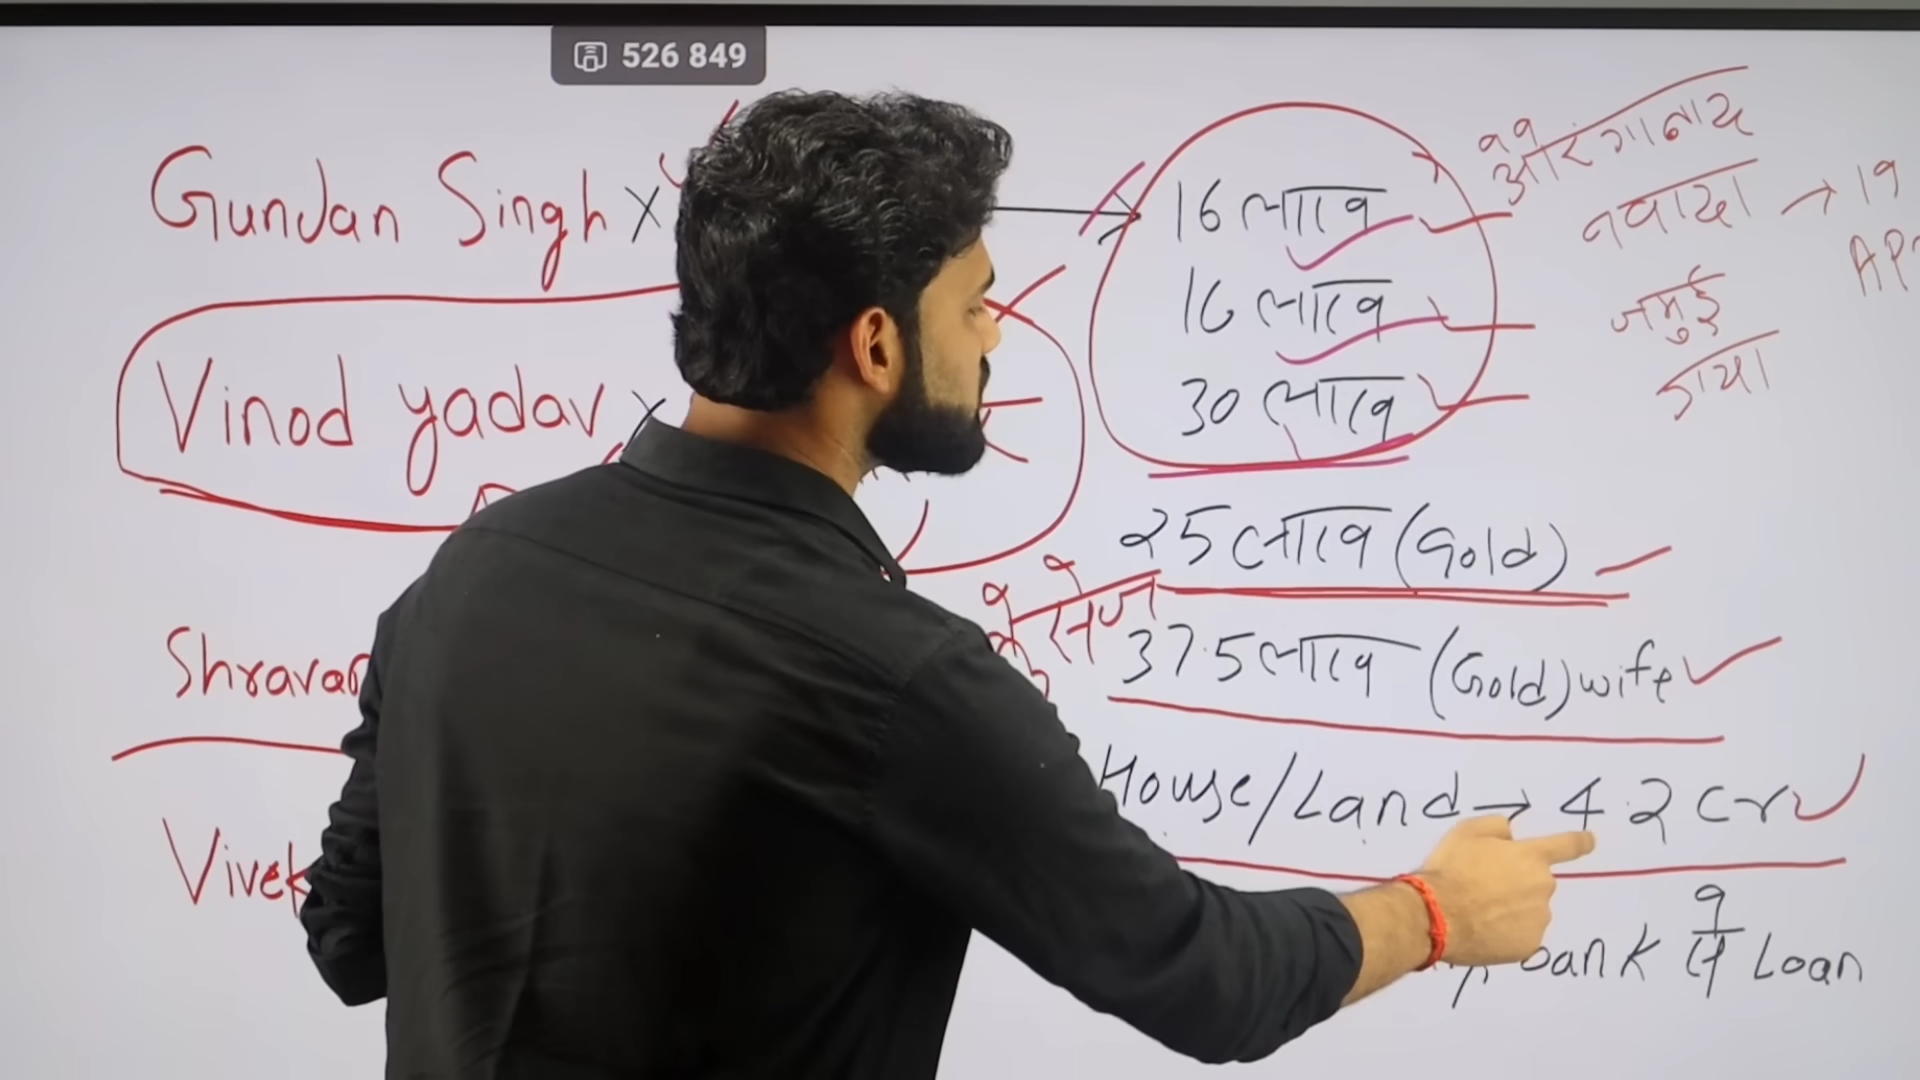 526 849
Gundan Singh x
Vinod yadav x
Shravan
Vivek
16 लाख
16 लाख
30 लाख
औरंगाबाद
नवादा → 19
जमुई
गया
25 लाख (Gold)
37.5 लाख (Gold) wife
House/Land → 4.2 cr
bank से Loan